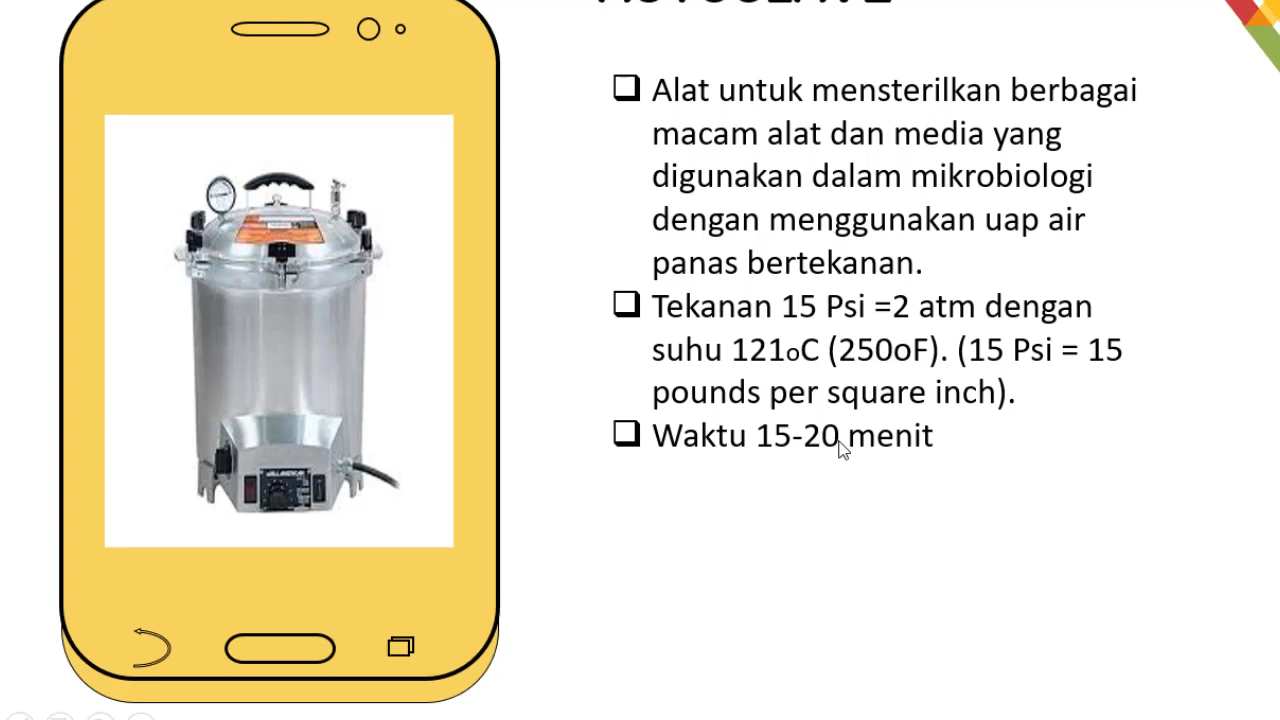 ❑ Alat untuk mensterilkan berbagai
macam alat dan media yang
digunakan dalam mikrobiologi
dengan menggunakan uap air
panas bertekanan.
❑ Tekanan 15 Psi =2 atm dengan
suhu 121oC (250oF). (15 Psi = 15
pounds per square inch).
❑ Waktu 15-20 menit